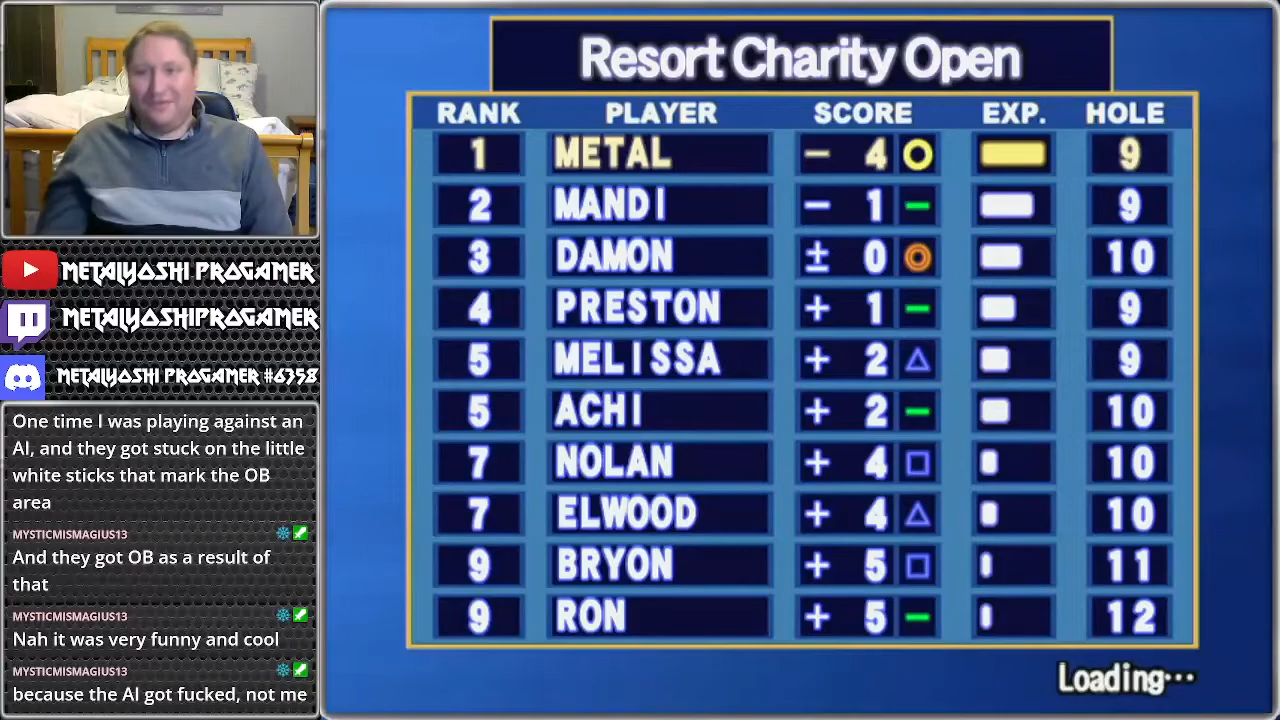 Resort Charity Open
RANK PLAYER SCORE EXP. HOLE
1 METAL - 4 9
2 MANDI - 1 9
3 DAMON ± 0 10
4 PRESTON + 1 9
5 MELISSA + 2 9
5 ACHI + 2 10
7 NOLAN + 4 10
7 ELWOOD + 4 10
9 BRYON + 5 11
9 RON + 5 12
Loading...
METALYOSHI PROGAMER
METALYOSHIPROGAMER
METALYOSHI PROGAMER #6358
One time I was playing against an
AI, and they got stuck on the little
white sticks that mark the OB
area
MYSTICMISMAGIUS13
And they got OB as a result of
that
MYSTICMISMAGIUS13
Nah it was very funny and cool
MYSTICMISMAGIUS13
because the AI got fucked, not me